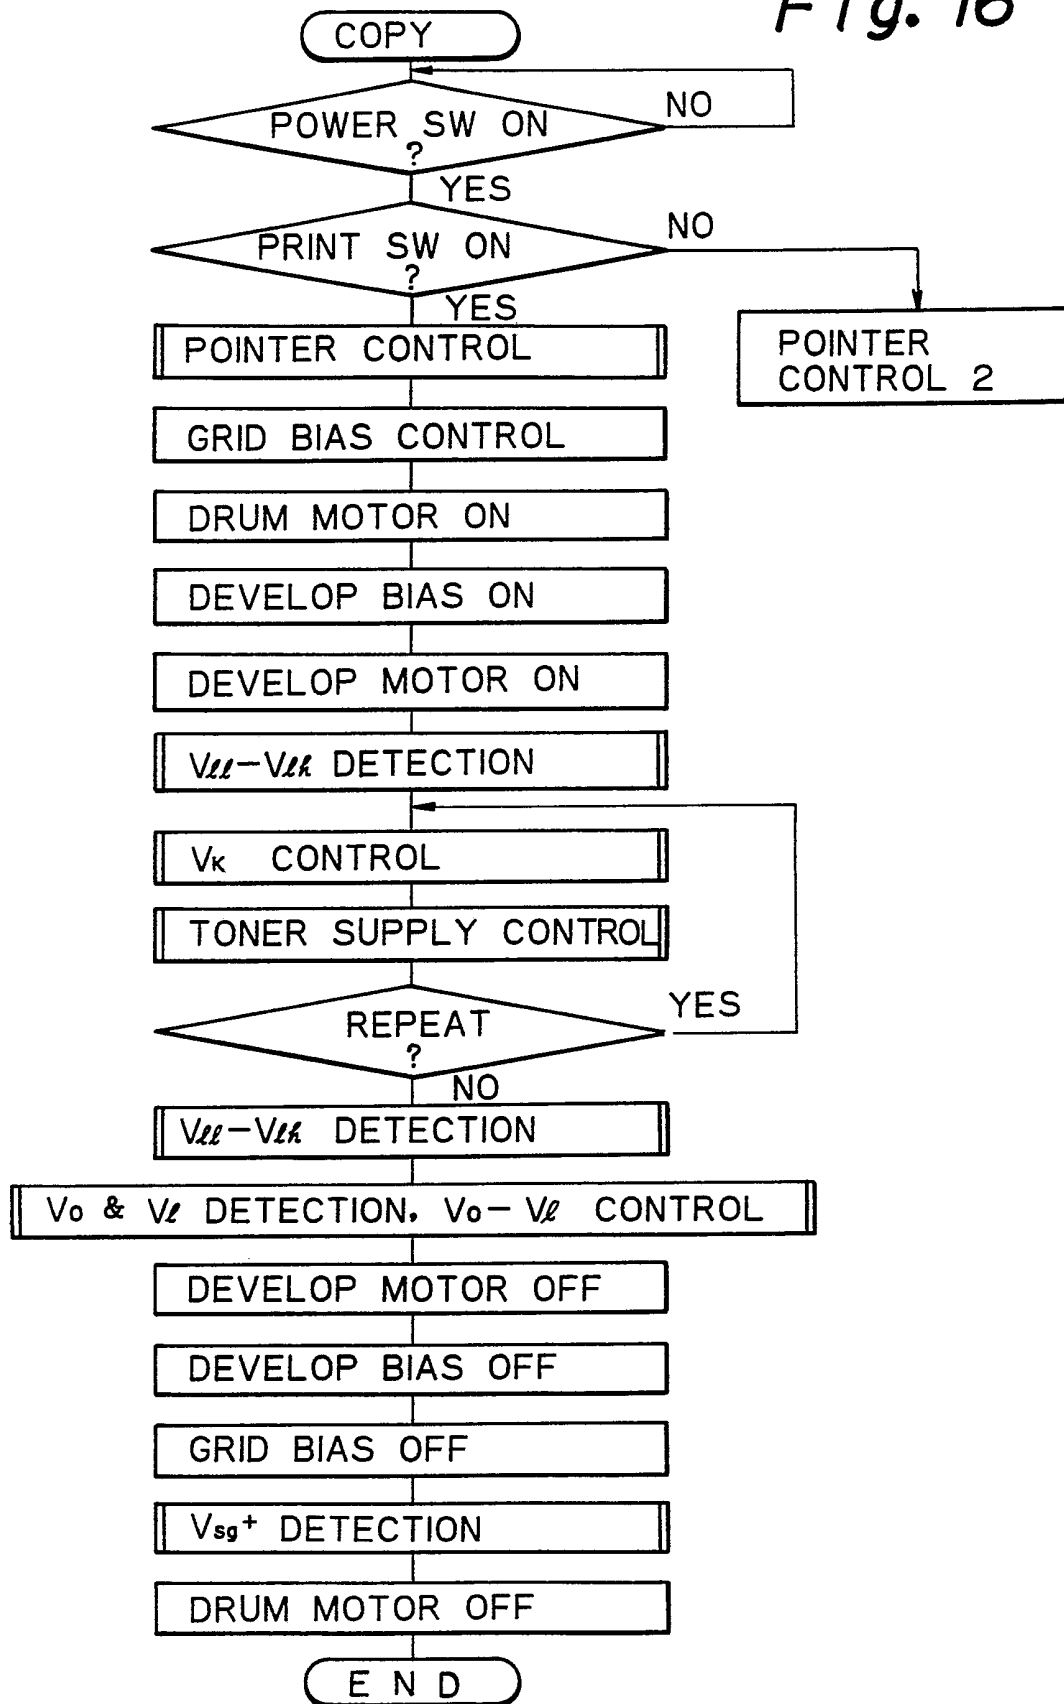 Fig. 16
COPY
NO
POWER SW ON
?
YES
NO
PRINT SW ON
?
YES
POINTER CONTROL
POINTER
CONTROL 2
GRID BIAS CONTROL
DRUM MOTOR ON
DEVELOP BIAS ON
DEVELOP MOTOR ON
Vℓℓ-Vℓh DETECTION
VK CONTROL
TONER SUPPLY CONTROL
YES
REPEAT
?
NO
Vℓℓ-Vℓh DETECTION
Vo & Vℓ DETECTION. Vo- Vℓ CONTROL
DEVELOP MOTOR OFF
DEVELOP BIAS OFF
GRID BIAS OFF
Vsg+ DETECTION
DRUM MOTOR OFF
END